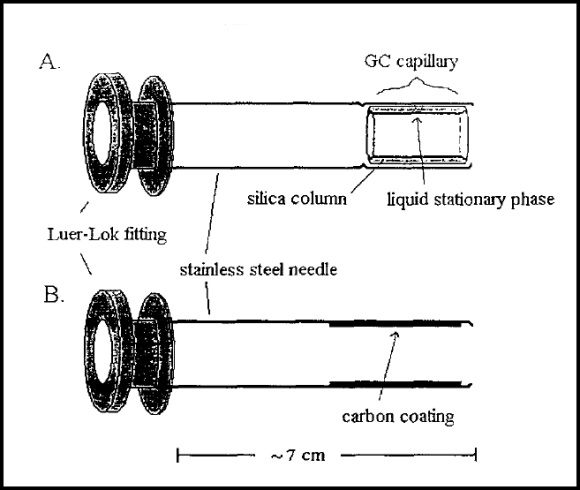 A.
GC capillary
silica column
liquid stationary phase
Luer-Lok fitting
stainless steel needle
B.
carbon coating
~7 cm